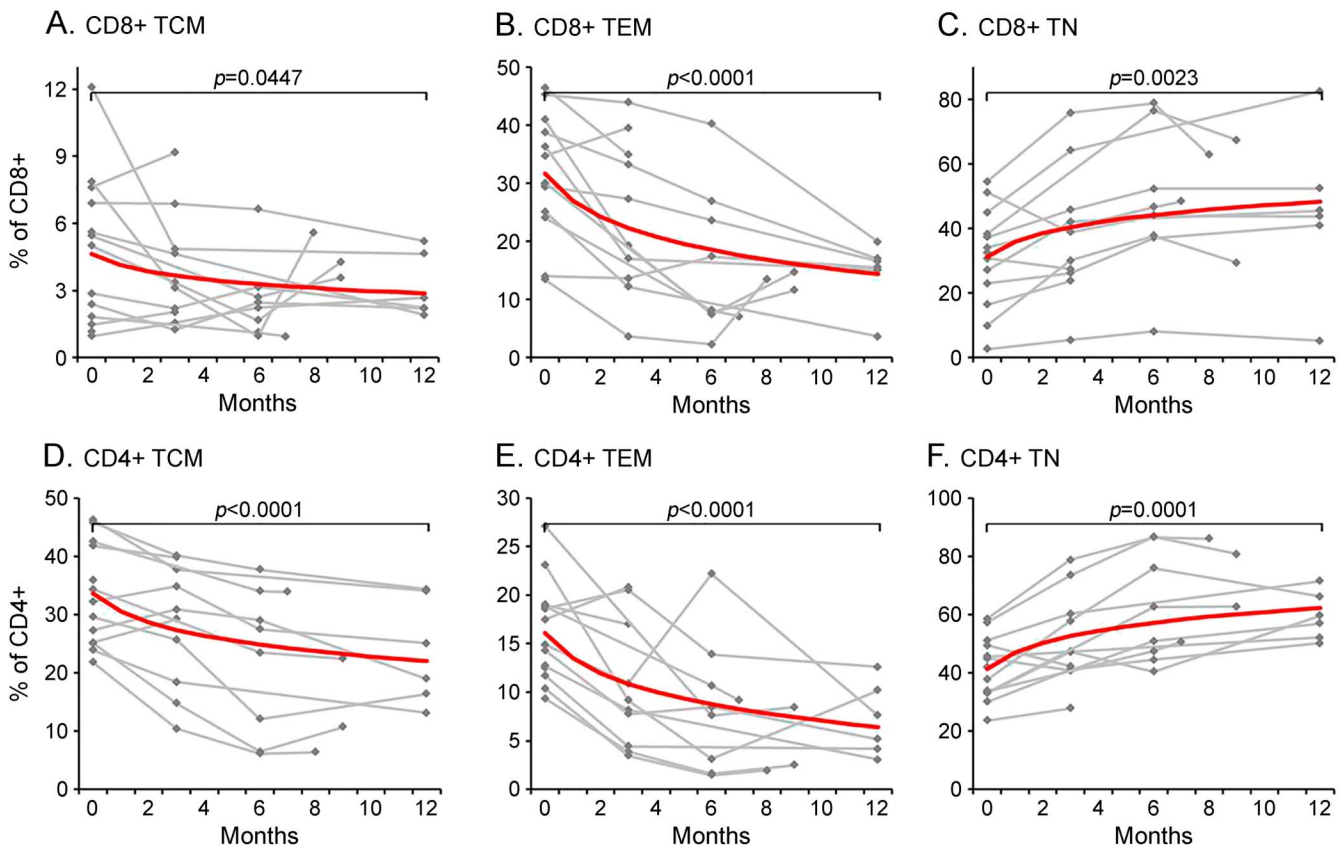 A. CD8+ TCM
B. CD8+ TEM
C. CD8+ TN
p=0.0447
p<0.0001
p=0.0023
% of CD8+
12
9
6
3
0
50
40
30
20
10
0
80
60
40
20
0
0 2 4 6 8 10 12
0 2 4 6 8 10 12
0 2 4 6 8 10 12
Months
Months
Months
D. CD4+ TCM
E. CD4+ TEM
F. CD4+ TN
p<0.0001
p<0.0001
p=0.0001
% of CD4+
50
40
30
20
10
0
30
25
20
15
10
5
0
100
80
60
40
20
0
0 2 4 6 8 10 12
0 2 4 6 8 10 12
0 2 4 6 8 10 12
Months
Months
Months